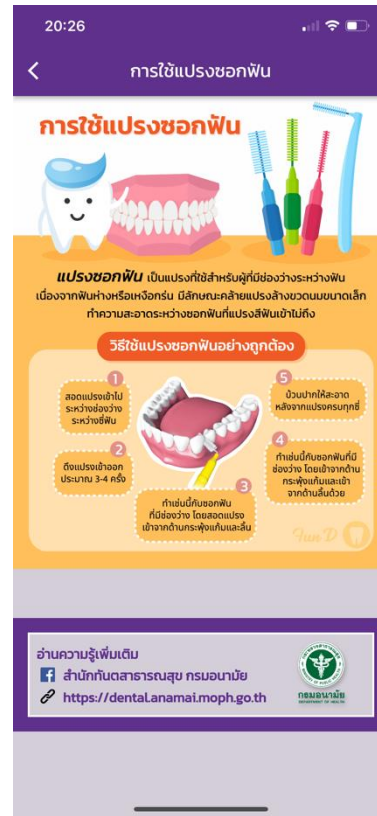 20:26
การใช้แปรงซอกฟัน
การใช้แปรงซอกฟัน
แปรงซอกฟัน เป็นแปรงที่ใช้สำหรับผู้ที่มีช่องว่างระหว่างฟัน
เนื่องจากฟันห่างหรือเหงือกร่น มีลักษณะคล้ายแปรงล้างขวดนมขนาดเล็ก
ทำความสะอาดระหว่างซอกฟันที่แปรงสีฟันเข้าไม่ถึง
วิธีใช้แปรงซอกฟันอย่างถูกต้อง
1
สอดแปรงเข้าไป
ระหว่างช่องว่าง
ระหว่างซี่ฟัน
2
ดึงแปรงเข้าออก
ประมาณ 3-4 ครั้ง
3
ทำเช่นนี้กับซอกฟัน
ที่มีช่องว่าง โดยสอดแปรง
เข้าจากด้านกระพุ้งแก้มและลิ้น
4
ทำเช่นนี้กับซอกฟันที่มี
ช่องว่าง โดยเข้าจากด้าน
กระพุ้งแก้มและเข้า
จากด้านลิ้นด้วย
5
บ้วนปากให้สะอาด
หลังจากแปรงครบทุกซี่
Fun D
อ่านความรู้เพิ่มเติม
สำนักทันตสาธารณสุข กรมอนามัย
https://dental.anamai.moph.go.th
กรมอนามัย
DEPARTMENT OF HEALTH